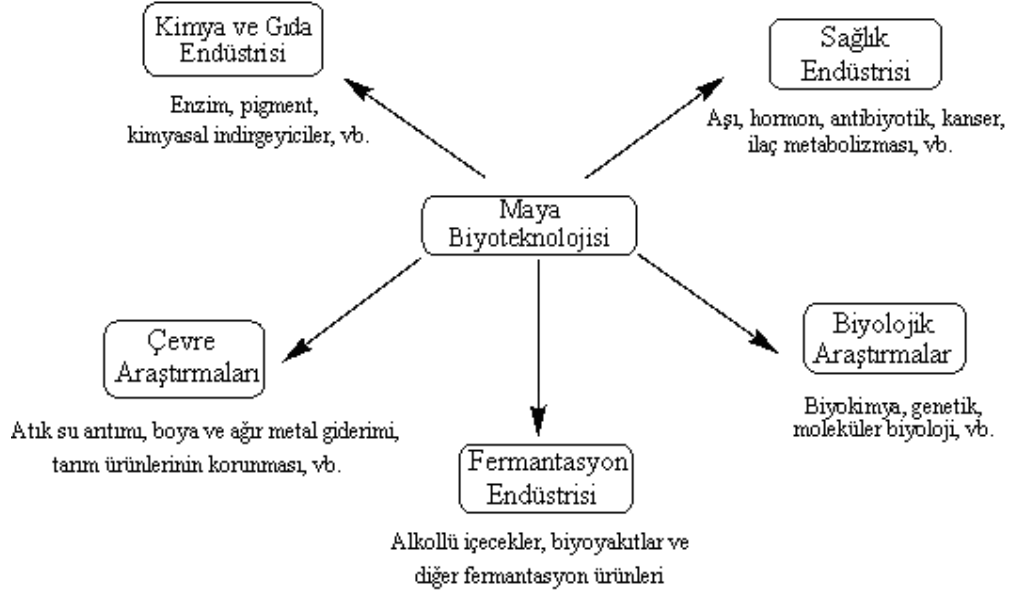 Kimya ve Gıda
Endüstrisi
Enzim, pigment,
kimyasal indirgeyiciler, vb.
Sağlık
Endüstrisi
Aşı, hormon, antibiyotik, kanser,
ilaç metabolizması, vb.
Maya
Biyoteknolojisi
Çevre
Araştırmaları
Atık su arıtımı, boya ve ağır metal giderimi,
tarım ürünlerinin korunması, vb.
Biyolojik
Araştırmalar
Biyokimya, genetik,
moleküler biyoloji, vb.
Fermantasyon
Endüstrisi
Alkollü içecekler, biyoyakıtlar ve
diğer fermantasyon ürünleri